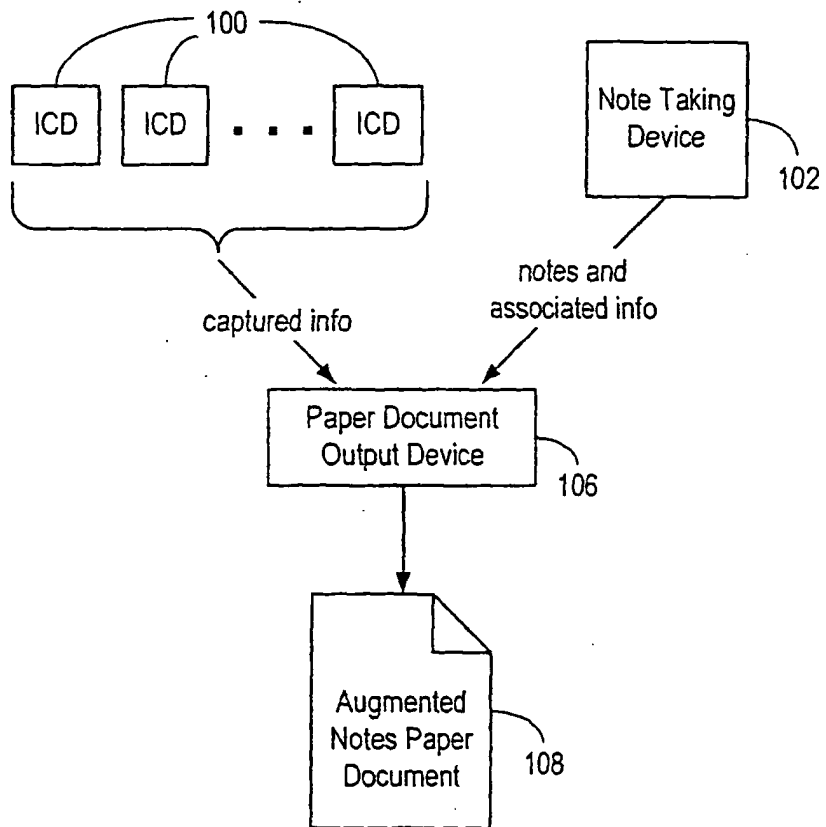 100
ICD ICD . . . ICD
Note Taking
Device
102
captured info
notes and
associated info
Paper Document
Output Device
106
Augmented
Notes Paper
Document
108